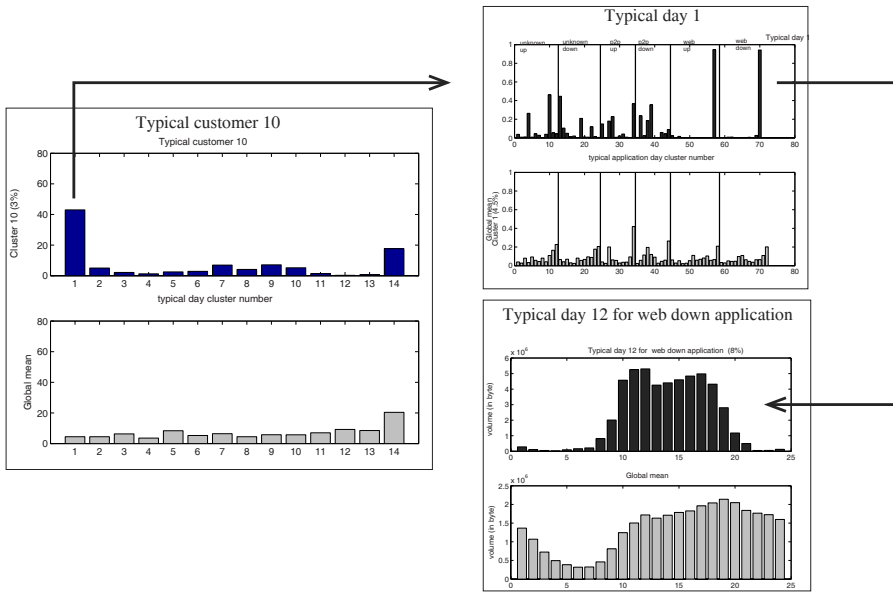 Typical day 1
Typical day 1
unknown up
unknown down
p2p up
p2p down
web up
web down
1
0.8
0.6
0.4
0.2
0
0 10 20 30 40 50 60 70 80
typical application day cluster number
Global mean
Cluster 1 (4.5%)
1
0.8
0.6
0.4
0.2
0
0 10 20 30 40 50 60 70 80
Typical customer 10
Typical customer 10
Cluster 10 (3%)
80
60
40
20
0
1 2 3 4 5 6 7 8 9 10 11 12 13 14
typical day cluster number
Global mean
80
60
40
20
0
1 2 3 4 5 6 7 8 9 10 11 12 13 14
Typical day 12 for web down application
x 10⁶
Typical day 12 for web down application (8%)
volume (in byte)
6
5
4
3
2
1
0
0 5 10 15 20 25
x 10⁶
Global mean
volume (in byte)
2.5
2
1.5
1
0.5
0
0 5 10 15 20 25